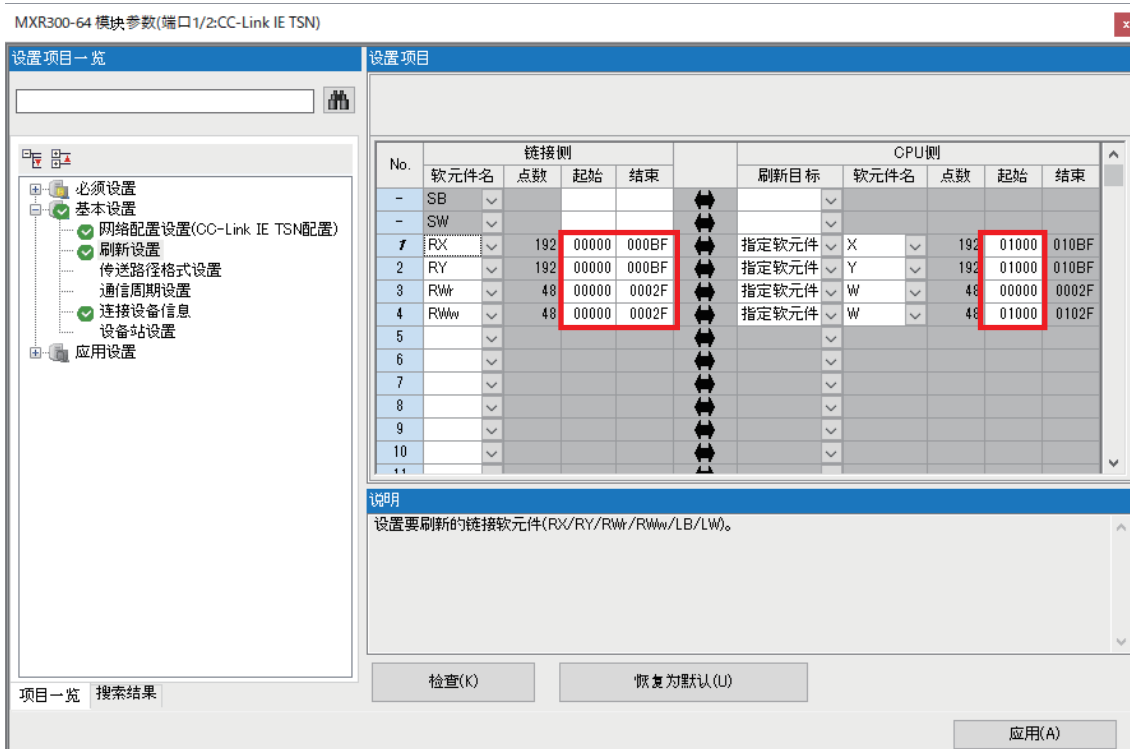 MXR300-64 模块参数(端口1/2:CC-Link IE TSN)
x
设置项目一览
必须设置
基本设置
网络配置设置(CC-Link IE TSN配置)
刷新设置
传送路径格式设置
通信周期设置
连接设备信息
设备站设置
应用设置
项目一览 搜索结果
设置项目
No. 链接侧 CPU侧
软元件名 点数 起始 结束 刷新目标 软元件名 点数 起始 结束
- SB
- SW
1 RX 192 00000 000BF 指定软元件 X 192 01000 010BF
2 RY 192 00000 000BF 指定软元件 Y 192 01000 010BF
3 RWr 48 00000 0002F 指定软元件 W 48 00000 0002F
4 RWw 48 00000 0002F 指定软元件 W 48 01000 0102F
5
6
7
8
9
10
11
说明
设置要刷新的链接软元件(RX/RY/RWr/RWw/LB/LW)。
检查(K) 恢复为默认(U)
应用(A)